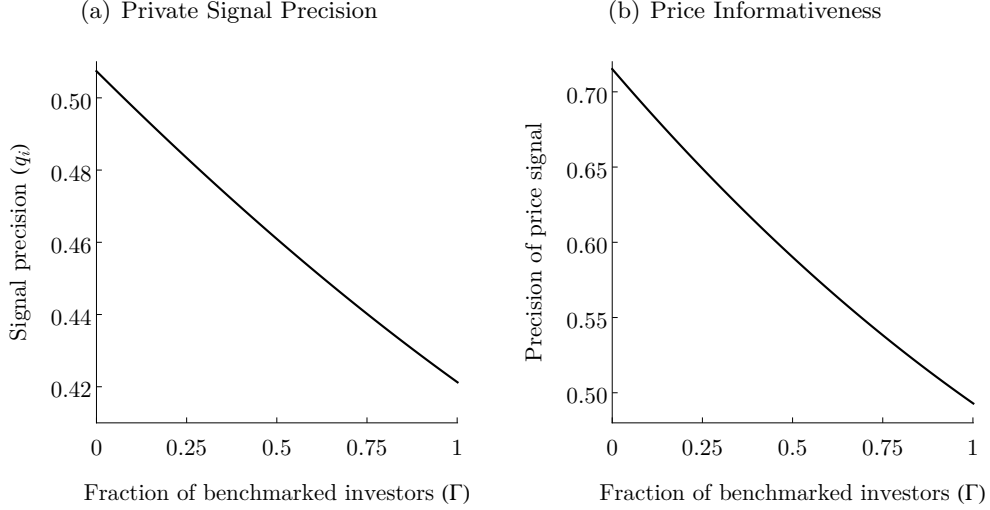 (a) Private Signal Precision
Signal precision (qᵢ)
0.50
0.48
0.46
0.44
0.42
0 0.25 0.5 0.75 1
Fraction of benchmarked investors (Γ)
(b) Price Informativeness
Precision of price signal
0.70
0.65
0.60
0.55
0.50
0 0.25 0.5 0.75 1
Fraction of benchmarked investors (Γ)